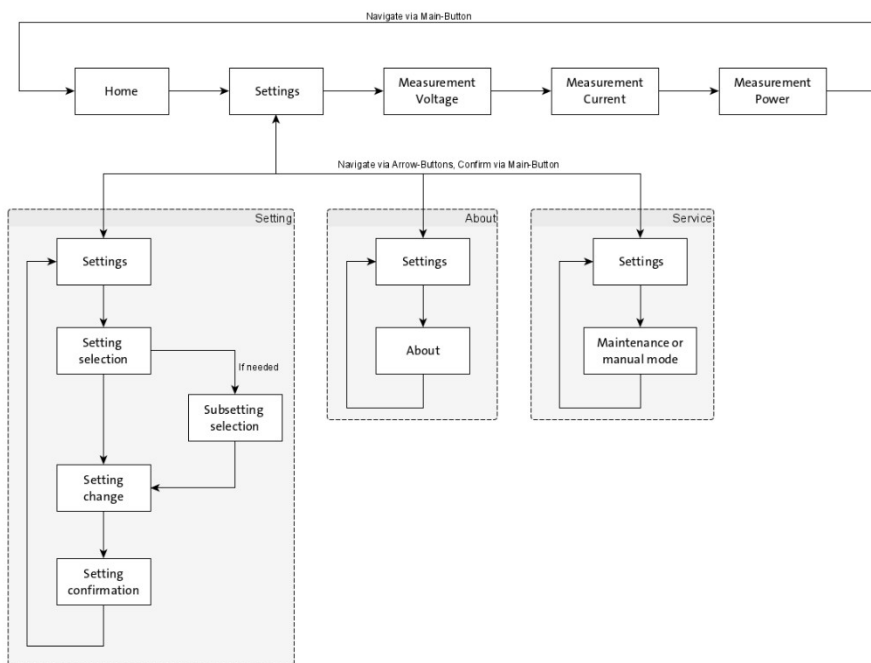 Navigate via Main-Button
Home
Settings
Measurement
Voltage
Measurement
Current
Measurement
Power
Navigate via Arrow-Buttons, Confirm via Main-Button
Setting
Settings
Setting
selection
If needed
Subsetting
selection
Setting
change
Setting
confirmation
About
Settings
About
Service
Settings
Maintenance or
manual mode